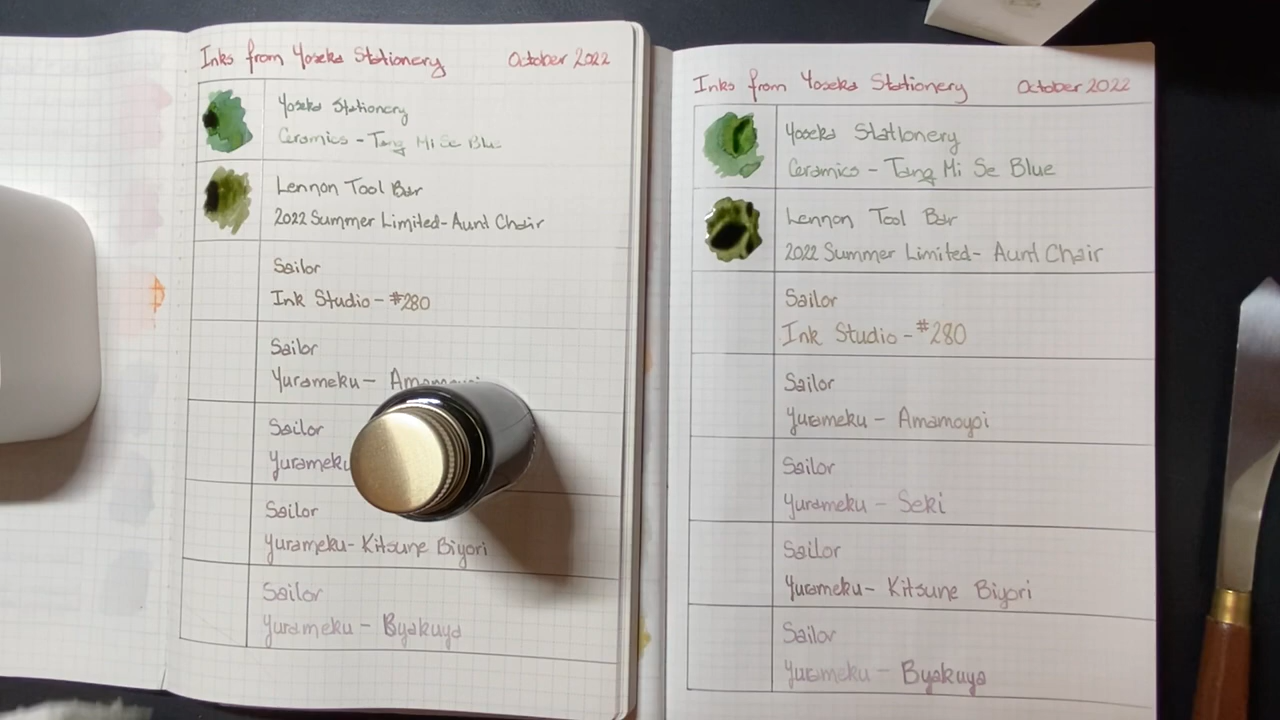 Inks from Yoseka Stationery October 2022
Yoseka Stationery
Ceramics - Tang Mi Se Blue
Lennon Tool Bar
2022 Summer Limited- Aunt Chair
Sailor
Ink Studio - #280
Sailor
Yurameku - Amamoyoi
Sailor
Yurameku
Sailor
Yurameku- Kitsune Biyori
Sailor
Yurameku - Byakuya
Inks from Yoseka Stationery October 2022
Yoseka Stationery
Ceramics - Tang Mi Se Blue
Lennon Tool Bar
2022 Summer Limited- Aunt Chair
Sailor
Ink Studio - #280
Sailor
Yurameku - Amamoyoi
Sailor
Yurameku - Seki
Sailor
Yurameku- Kitsune Biyori
Sailor
Yurameku - Byakuya